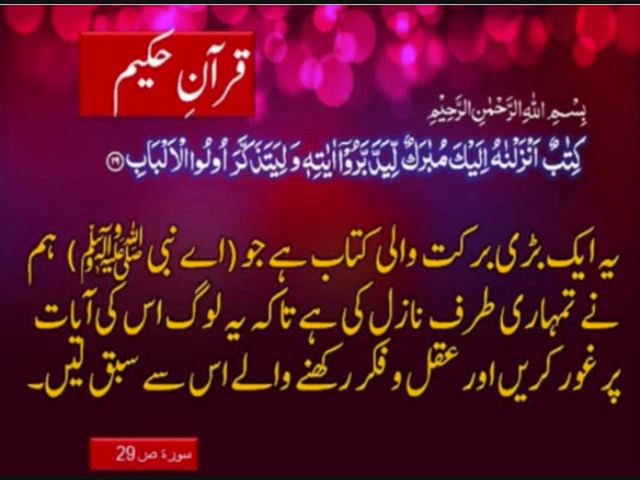 قرآنِ حکیم
بِسْمِ اللهِ الرَّحْمٰنِ الرَّحِيْمِ
كِتٰبٌ اَنْزَلْنٰهُ اِلَيْكَ مُبٰرَكٌ لِّيَدَّبَّرُوْۤا اٰيٰتِهٖ وَ لِيَتَذَكَّرَ اُولُوا الْاَلْبَابِ ۟۲۹
یہ ایک بڑی برکت والی کتاب ہے جو (اے نبی ﷺ) ہم
نے تمہاری طرف نازل کی ہے تاکہ یہ لوگ اس کی آیات
پر غور کریں اور عقل و فکر رکھنے والے اس سے سبق لیں۔
سورۃ ص 29